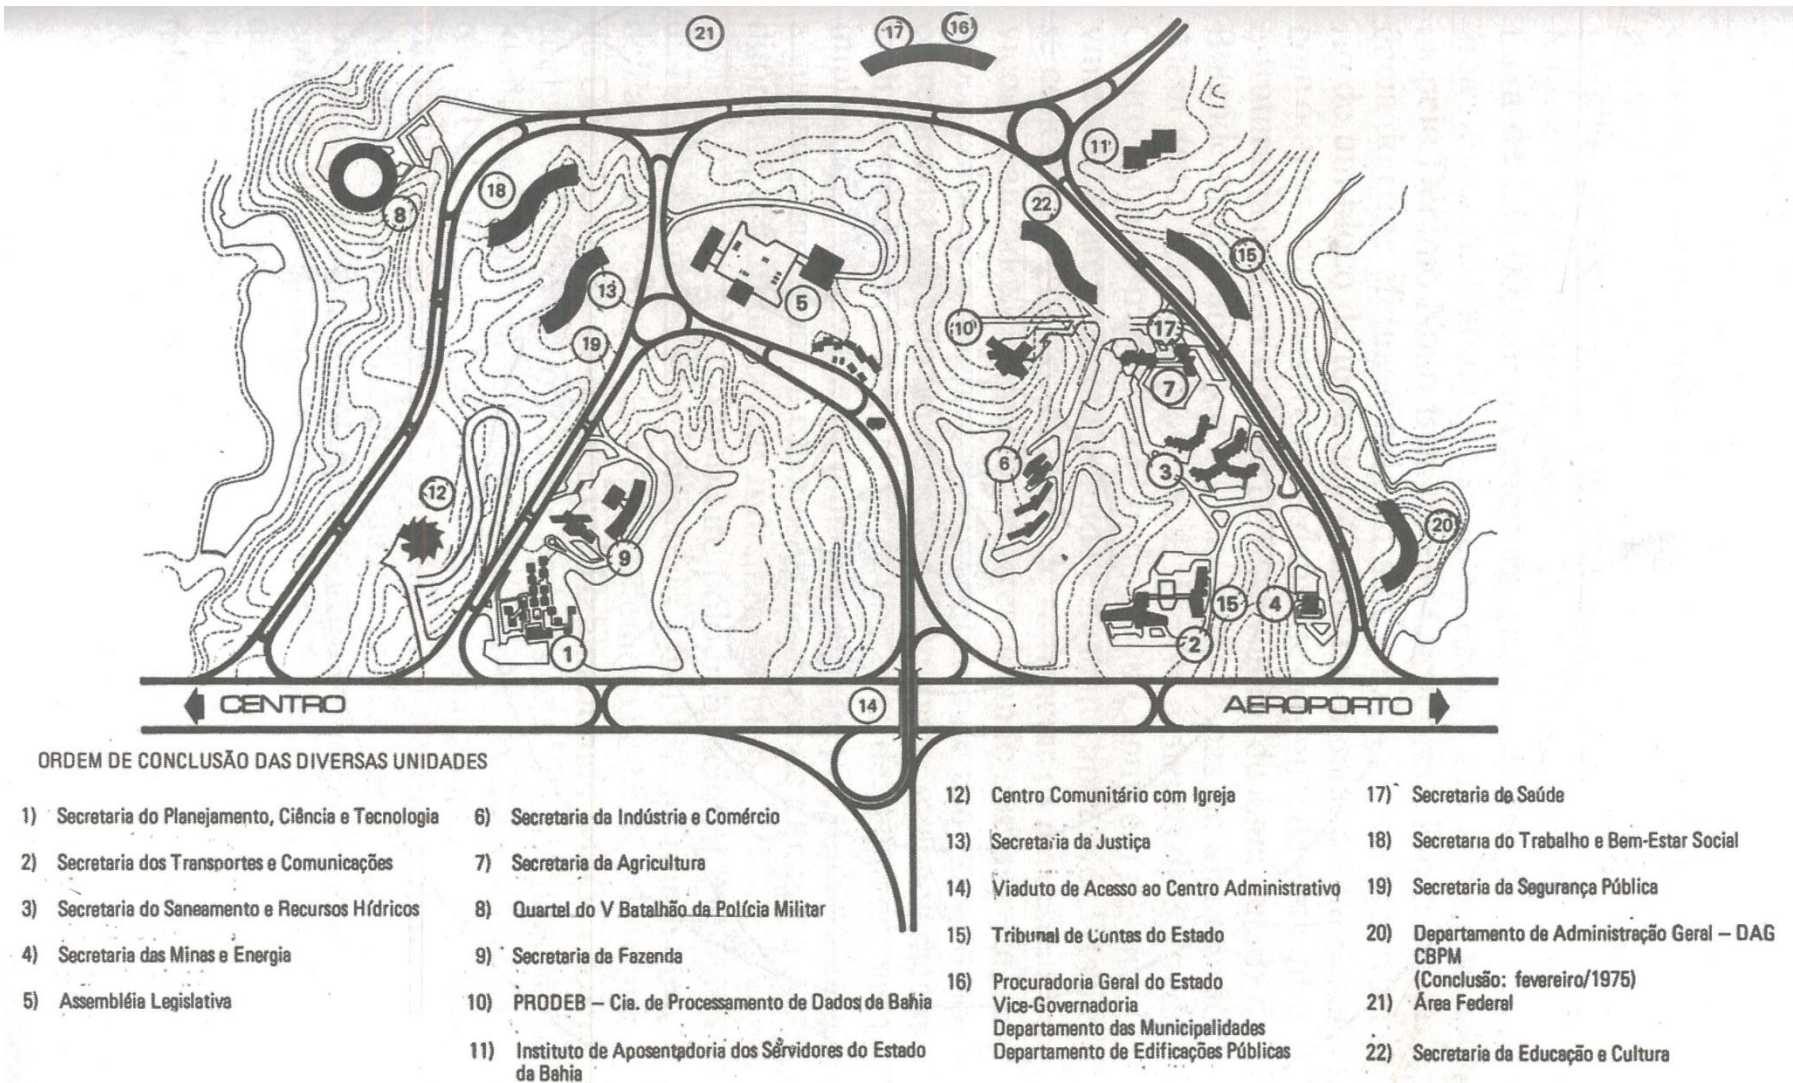 21
17
16
11
18
8
22
15
13
5
10
17
19
7
6
3
12
20
9
15
4
1
2
CENTRO
14
AEROPORTO
ORDEM DE CONCLUSÃO DAS DIVERSAS UNIDADES
1) Secretaria do Planejamento, Ciência e Tecnologia
2) Secretaria dos Transportes e Comunicações
3) Secretaria do Saneamento e Recursos Hídricos
4) Secretaria das Minas e Energia
5) Assembléia Legislativa
6) Secretaria da Indústria e Comércio
7) Secretaria da Agricultura
8) Quartel do V Batalhão da Polícia Militar
9) Secretaria da Fazenda
10) PRODEB – Cia. de Processamento de Dados da Bahia
11) Instituto de Aposentadoria dos Servidores do Estado
da Bahia
12) Centro Comunitário com Igreja
13) Secretaria da Justiça
14) Viaduto de Acesso ao Centro Administrativo
15) Tribunal de Contas do Estado
16) Procuradoria Geral do Estado
Vice-Governadoria
Departamento das Municipalidades
Departamento de Edificações Públicas
17) Secretaria da Saúde
18) Secretaria do Trabalho e Bem-Estar Social
19) Secretaria da Segurança Pública
20) Departamento de Administração Geral – DAG
CBPM
(Conclusão: fevereiro/1975)
21) Área Federal
22) Secretaria da Educação e Cultura